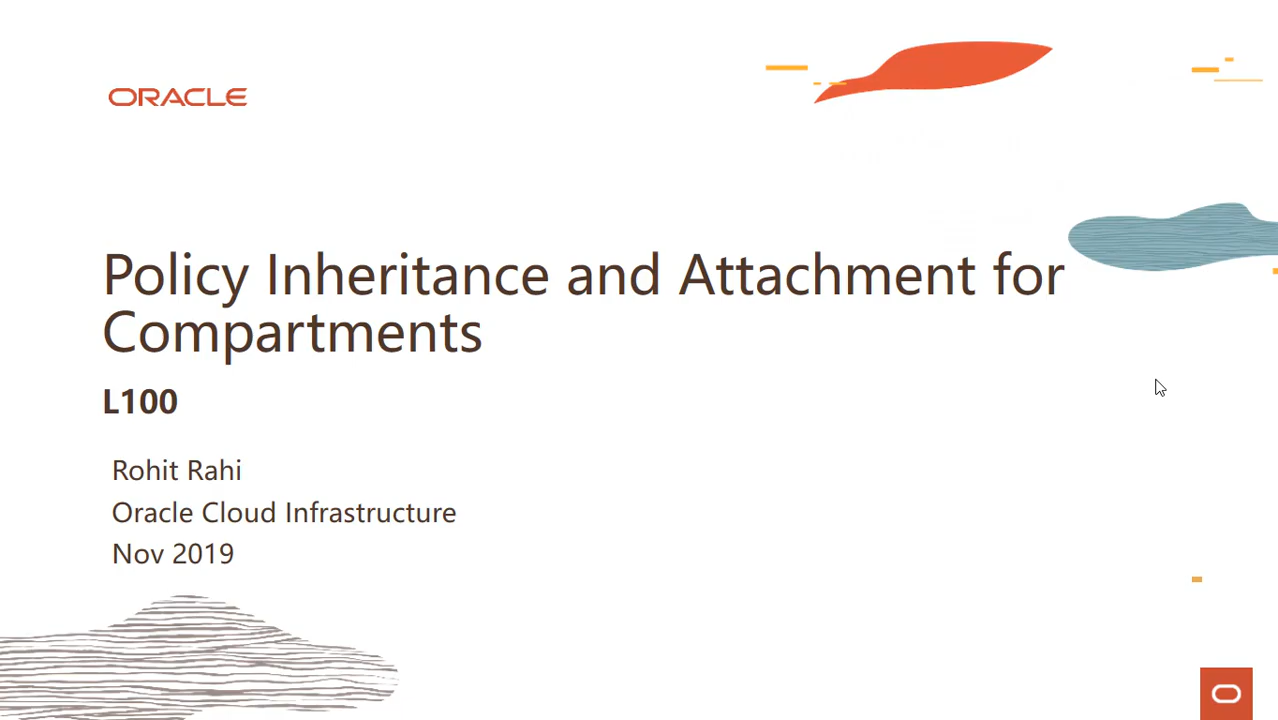 ORACLE
Policy Inheritance and Attachment for
Compartments
L100
Rohit Rahi
Oracle Cloud Infrastructure
Nov 2019